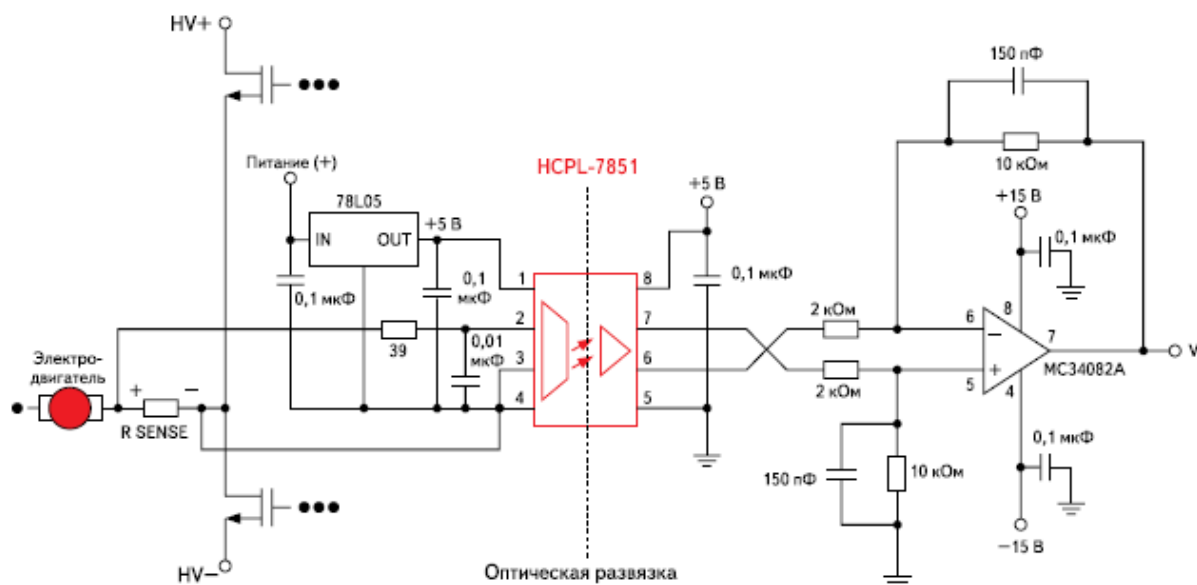 HV+
150 пФ
10 кОм
Питание (+)
HCPL-7851
+5 В
+15 В
78L05
+5 В
IN
OUT
0,1 мкФ
0,1 мкФ
0,1
мкФ
0,1 мкФ
1
8
2 кОм
2
7
6
8
39
0,01
мкФ
7
V
Электро-
двигатель
3
6
MC34082A
+
−
4
5
2 кОм
5
4
−
+
R SENSE
0,1 мкФ
150 пФ
10 кОм
−15 В
HV−
Оптическая развязка